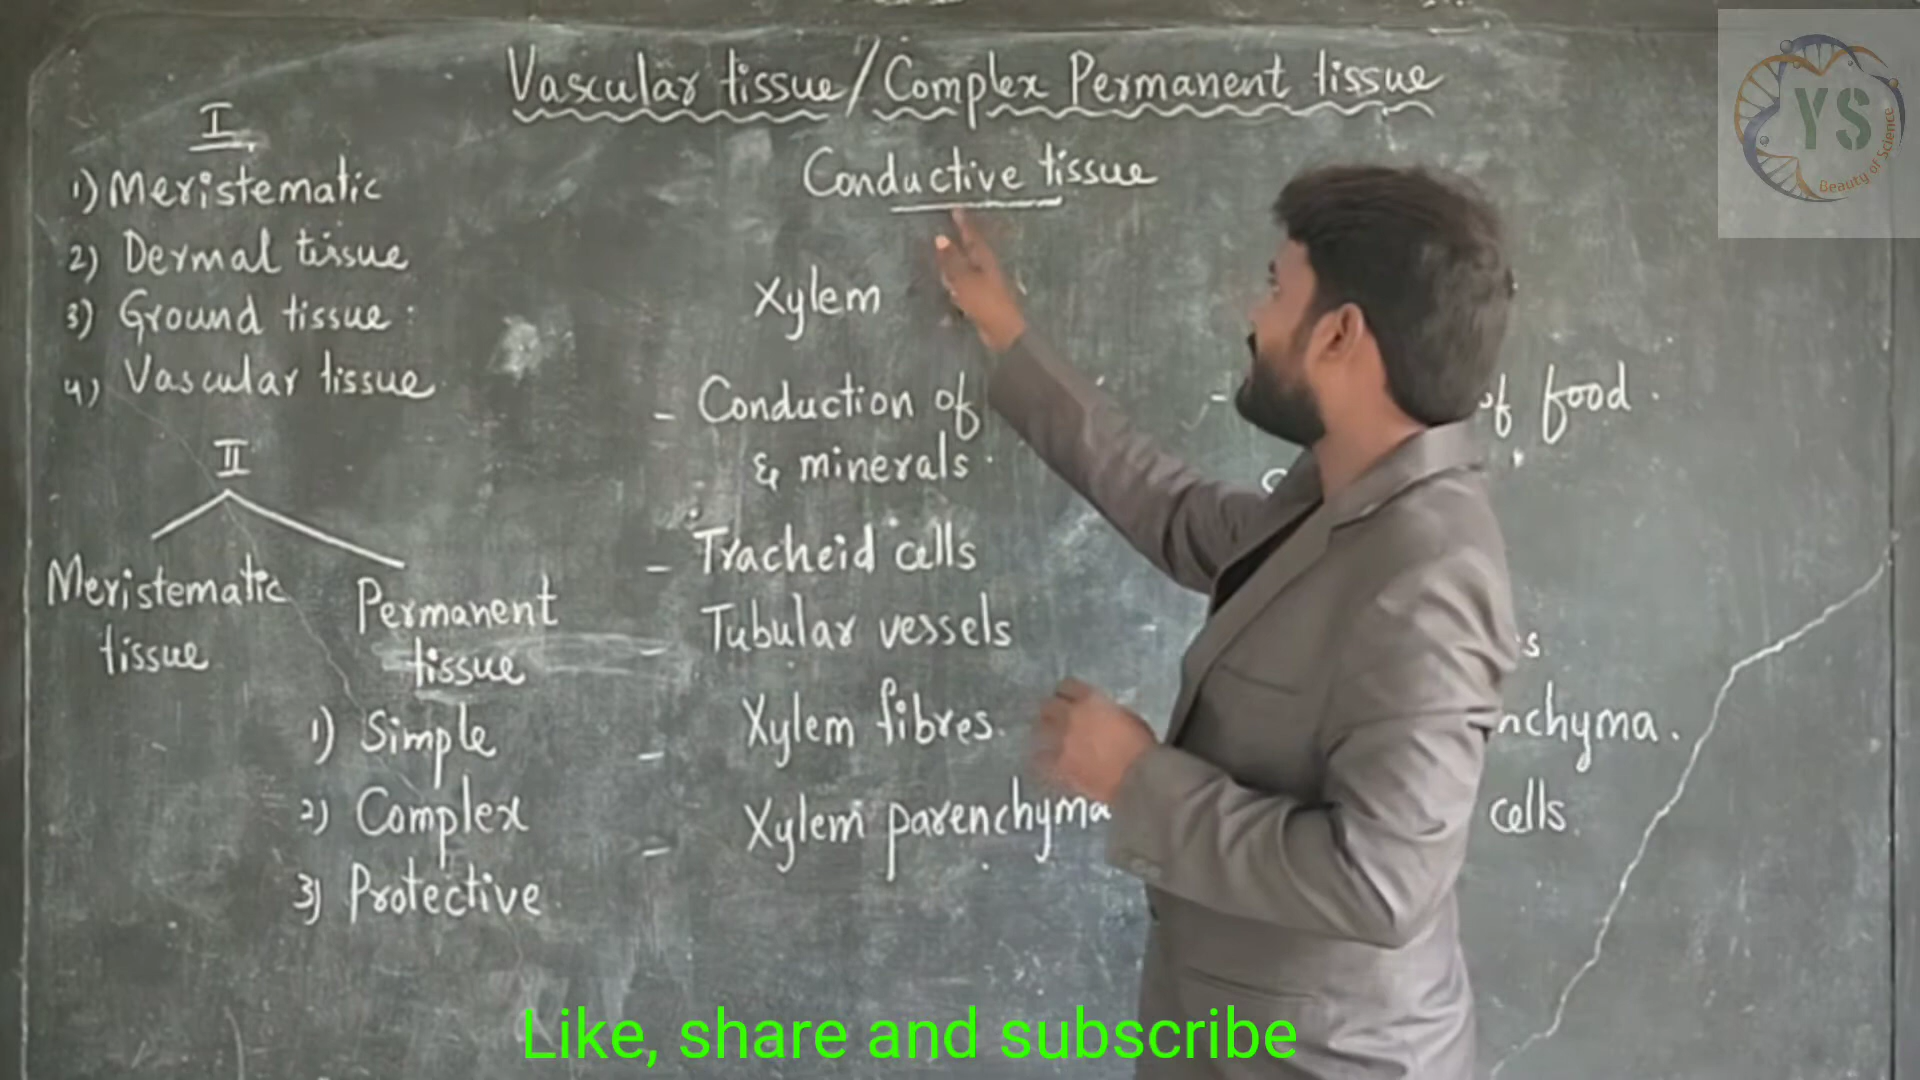 Vascular tissue/Complex Permanent tissue
Conductive tissue
I
1) Meristematic
2) Dermal tissue
3) Ground tissue :
4) Vascular tissue
II
Meristematic
tissue
Permanent
tissue
1) Simple
2) Complex
3) Protective
Xylem
- Conduction of
& minerals
- Tracheid cells
- Tubular vessels
- Xylem fibres
- Xylem parenchyma
- of food
cells
YS
Beauty of Science
Like, share and subscribe